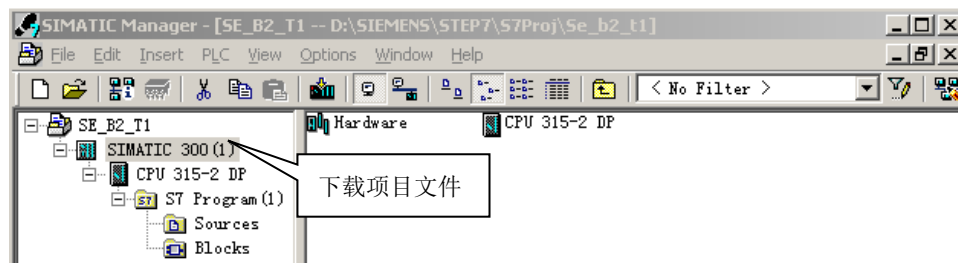 SIMATIC Manager - [SE_B2_T1 -- D:\SIEMENS\STEP7\S7Proj\Se_b2_t1]
File Edit Insert PLC View Options Window Help
< No Filter >
SE_B2_T1
SIMATIC 300(1)
CPU 315-2 DP
S7 Program(1)
Sources
Blocks
Hardware
CPU 315-2 DP
下载项目文件